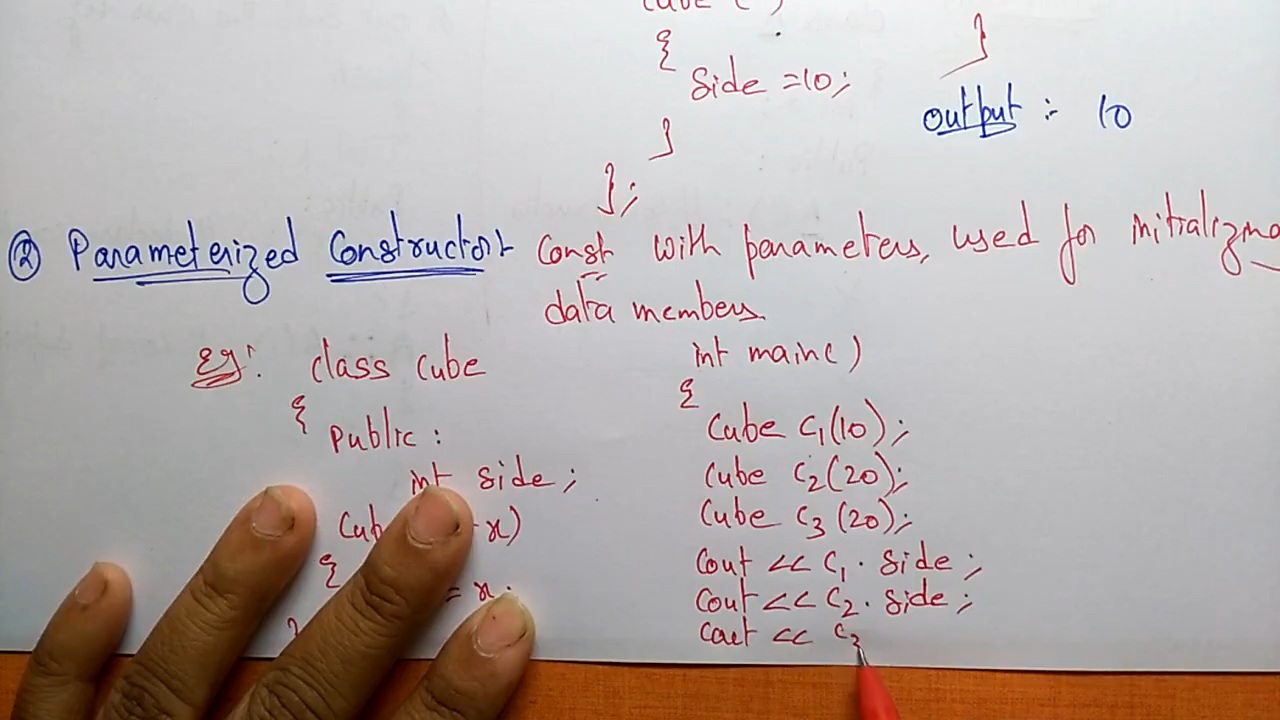 {
side = 10;
}
};
}
output :- 10
② Parameterized Constructor Const with parameters, used for
data members
Eg: class Cube
{
public :
int side ;
x)
{
= x;
}
int main( )
{
Cube C1(10);
Cube C2(20);
Cube C3(20);
Cout << C1. side ;
Cout << C2. side ;
Cout << C3